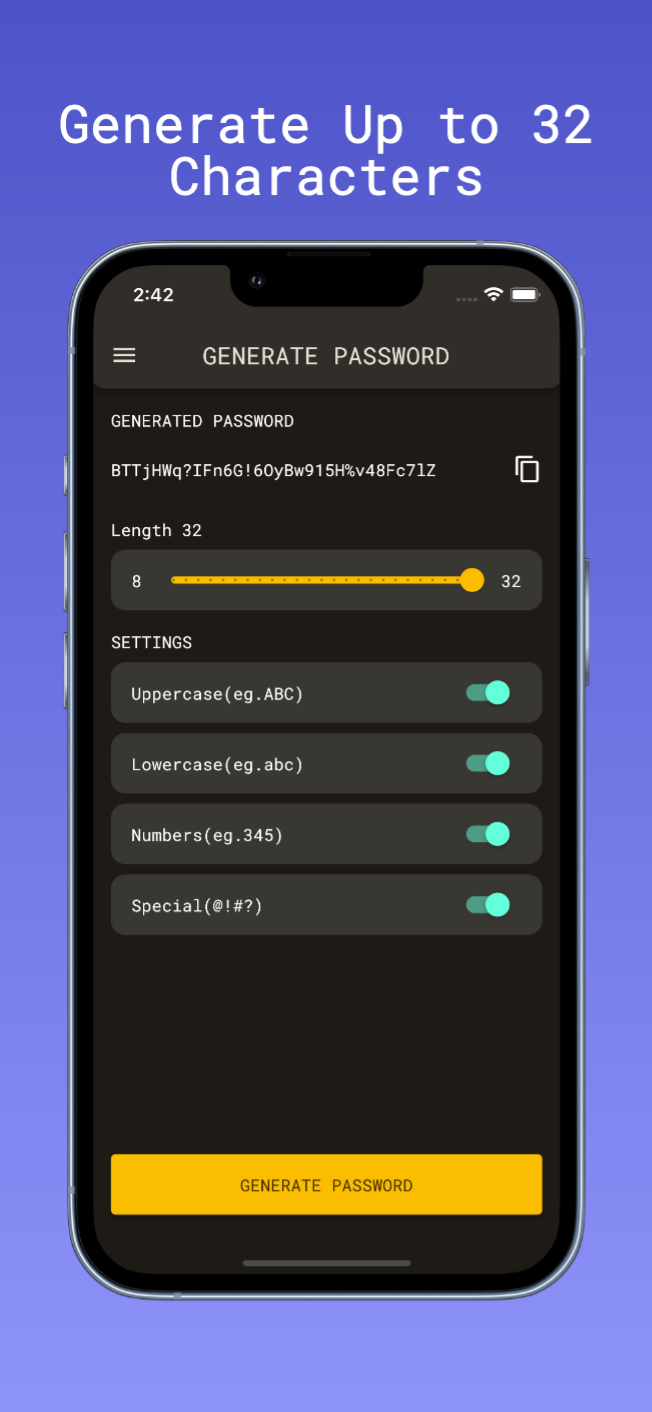 Generate Up to 32
Characters
2:42
GENERATE PASSWORD
GENERATED PASSWORD
BTTjHWq?IFn6G!6OyBw915H%v48Fc7lZ
Length 32
8 32
SETTINGS
Uppercase(eg.ABC)
Lowercase(eg.abc)
Numbers(eg.345)
Special(@!#?)
GENERATE PASSWORD